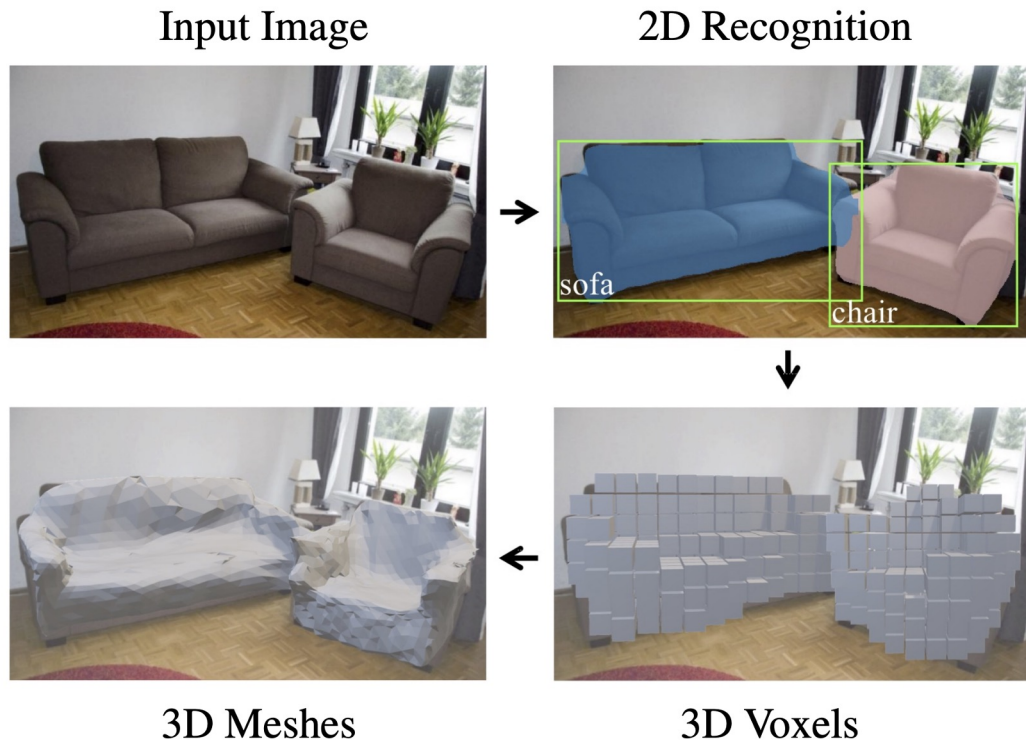 Input Image
2D Recognition
sofa
chair
3D Meshes
3D Voxels